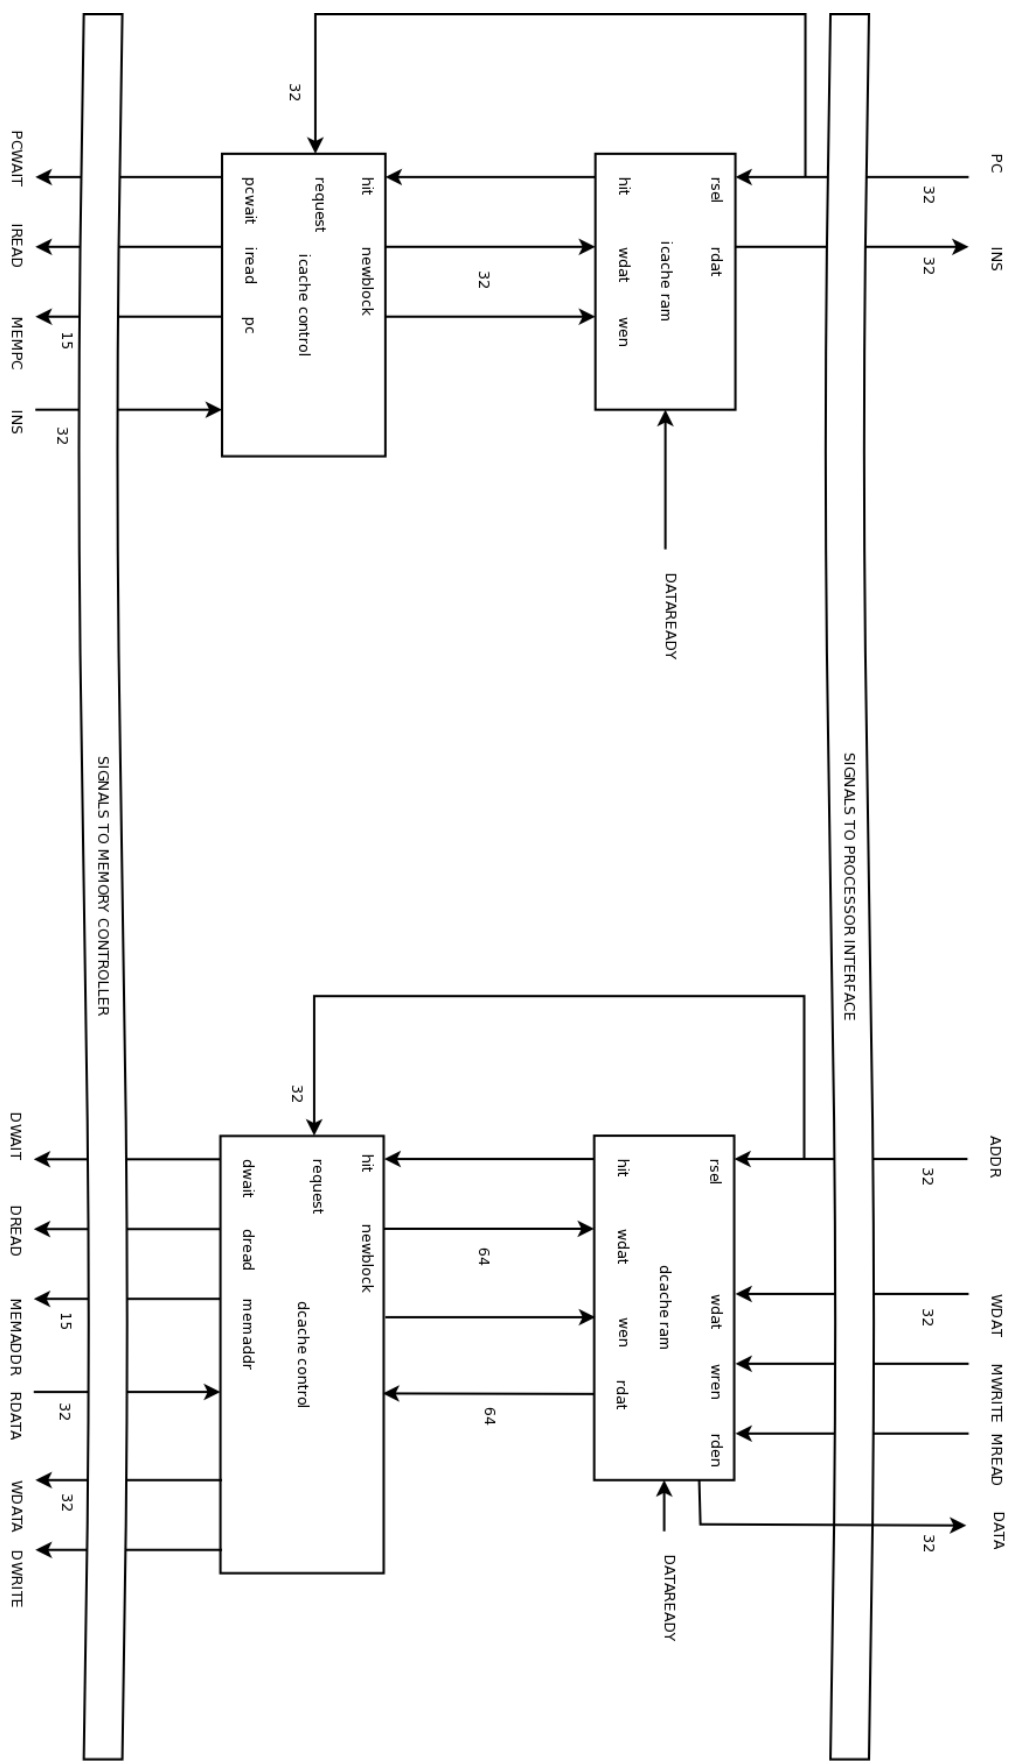 PC
32
INS
32
SIGNALS TO PROCESSOR INTERFACE
ADDR
32
WDAT
32
MWRITE
MREAD
DATA
32
rsel
rdat
icache ram
hit
wdat
wen
DATAREADY
rsel
wdat
wren
rden
dcache ram
hit
wdat
wen
rdat
DATAREADY
32
64
64
32
hit
newblock
request
icache control
pcwait
iread
pc
32
hit
newblock
request
dcache control
dwait
dread
memaddr
SIGNALS TO MEMORY CONTROLLER
15
32
15
32
32
PCWAIT
IREAD
MEMPC
INS
DWAIT
DREAD
MEMADDR
RDATA
WDATA
DWRITE